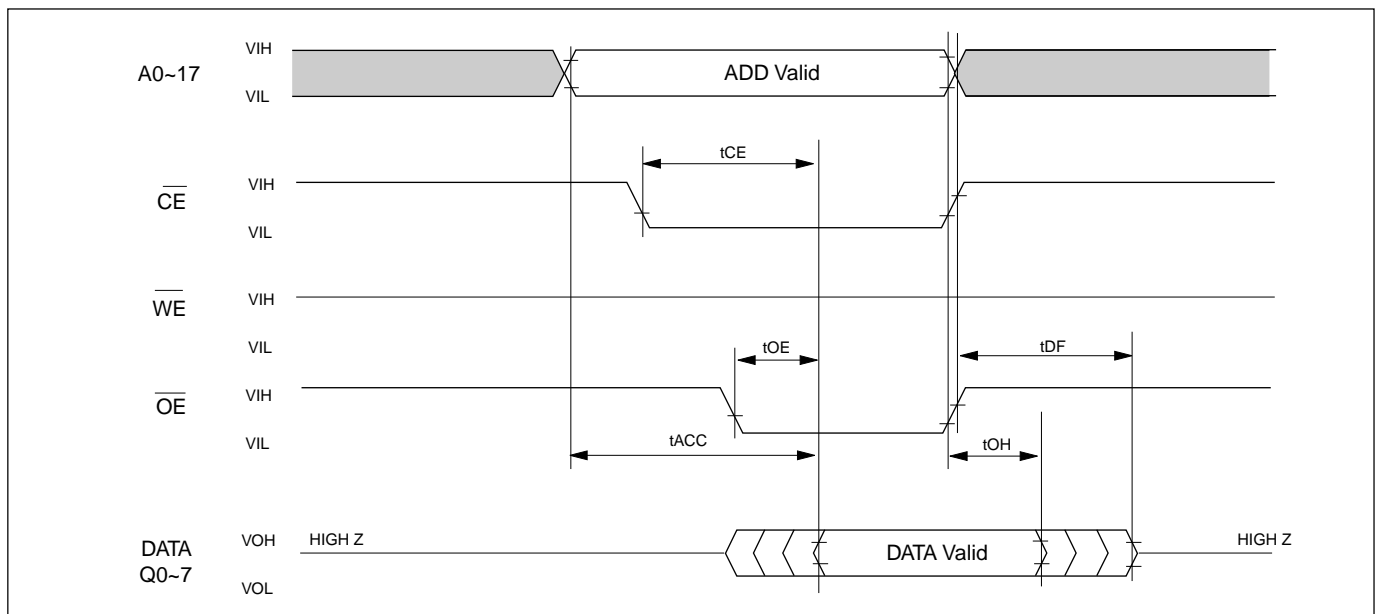 VIH
A0~17
ADD Valid
VIL
tCE
VIH
CE
VIL
WE
VIH
VIL
tOE
tDF
VIH
OE
VIL
tACC
tOH
DATA
Q0~7
VOH
HIGH Z
DATA Valid
HIGH Z
VOL